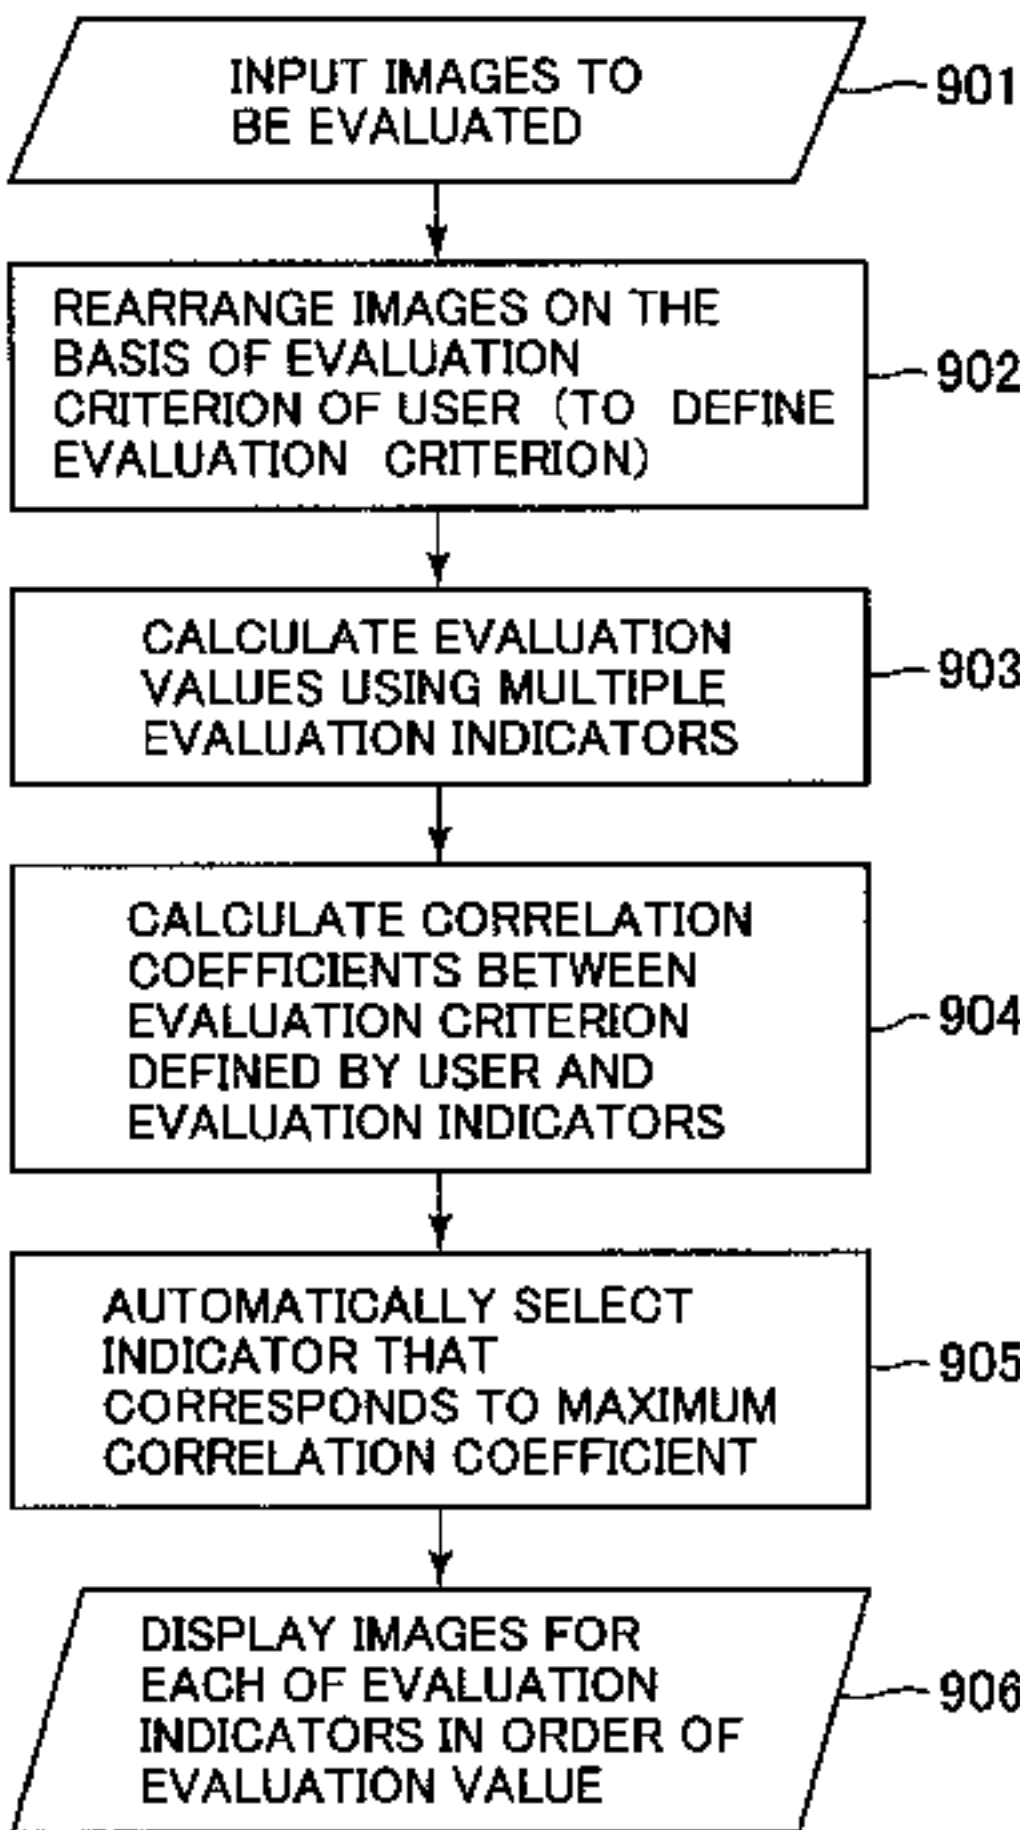 INPUT IMAGES TO
BE EVALUATED
901
REARRANGE IMAGES ON THE
BASIS OF EVALUATION
CRITERION OF USER (TO DEFINE
EVALUATION CRITERION)
902
CALCULATE EVALUATION
VALUES USING MULTIPLE
EVALUATION INDICATORS
903
CALCULATE CORRELATION
COEFFICIENTS BETWEEN
EVALUATION CRITERION
DEFINED BY USER AND
EVALUATION INDICATORS
904
AUTOMATICALLY SELECT
INDICATOR THAT
CORRESPONDS TO MAXIMUM
CORRELATION COEFFICIENT
905
DISPLAY IMAGES FOR
EACH OF EVALUATION
INDICATORS IN ORDER OF
EVALUATION VALUE
906